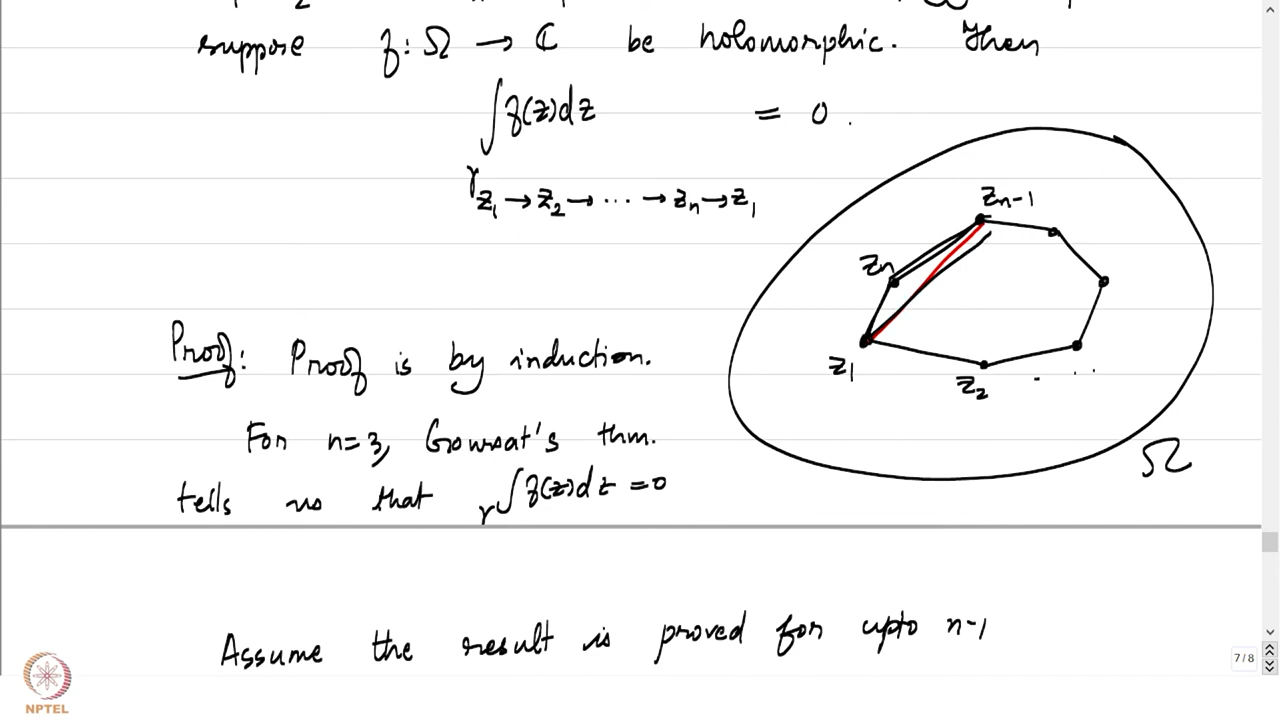 suppose f: Ω → ℂ be holomorphic. Then
∫ f(z)dz = 0.
γ z₁ → z₂ → ⋯ → zₙ → z₁
zₙ₋₁
zₙ
z₁
z₂ - ⋯
Ω
Proof: Proof is by induction.
For n=3, Goursat's thm.
tells us that ∫γ f(z)dz = 0
Assume the result is proved for upto n-1
7/8
NPTEL